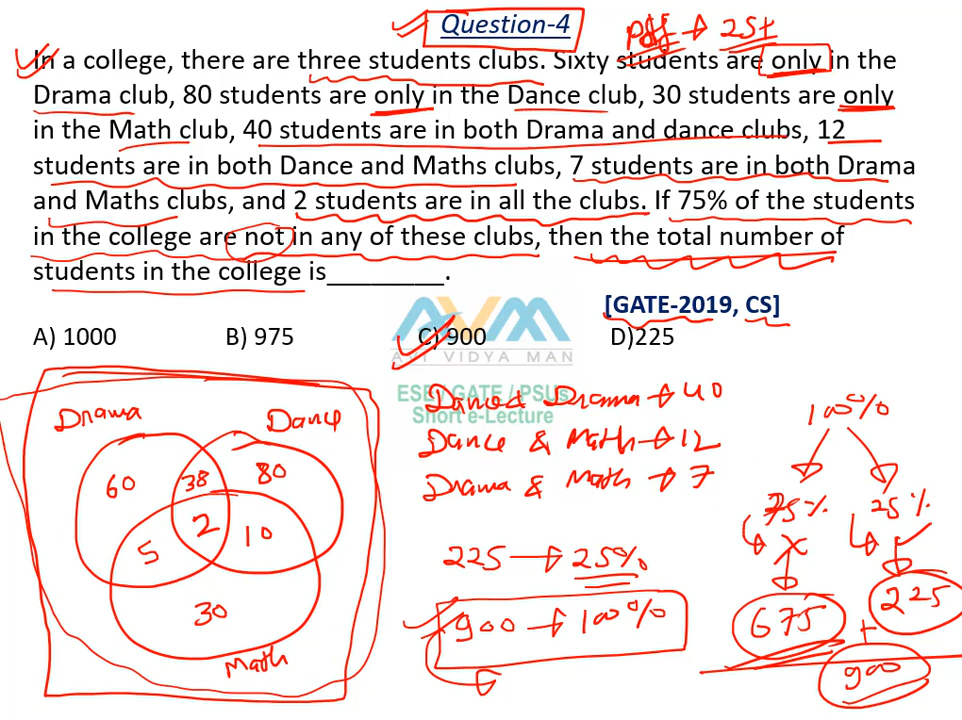 Question-4
pyq → 25+
In a college, there are three students clubs. Sixty students are only in the
Drama club, 80 students are only in the Dance club, 30 students are only
in the Math club, 40 students are in both Drama and dance clubs, 12
students are in both Dance and Maths clubs, 7 students are in both Drama
and Maths clubs, and 2 students are in all the clubs. If 75% of the students
in the college are not in any of these clubs, then the total number of
students in the college is________.
[GATE-2019, CS]
A) 1000 B) 975 C) 900 D)225
AVM
AVI VIDYA MAN
ESE / GATE / PSUs
Short e-Lecture
Drama Dance
60 38 80
2
5 10
30
Math
Dance & Drama → 40
Dance & Math → 12
Drama & Math → 7
225 → 25%
900 → 100%
100%
75% 25%
675 + 225
900